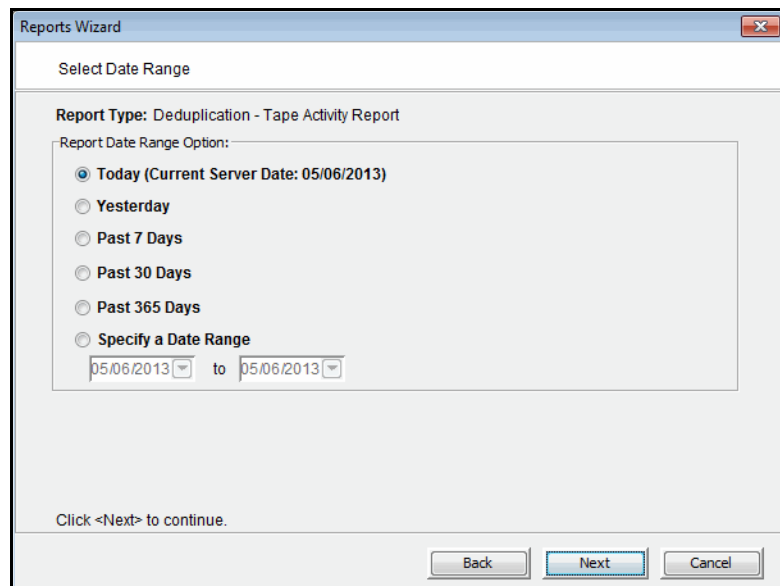 Reports Wizard
Select Date Range
Report Type: Deduplication - Tape Activity Report
Report Date Range Option:
Today (Current Server Date: 05/06/2013)
Yesterday
Past 7 Days
Past 30 Days
Past 365 Days
Specify a Date Range
05/06/2013 to 05/06/2013
Click <Next> to continue.
Back Next Cancel